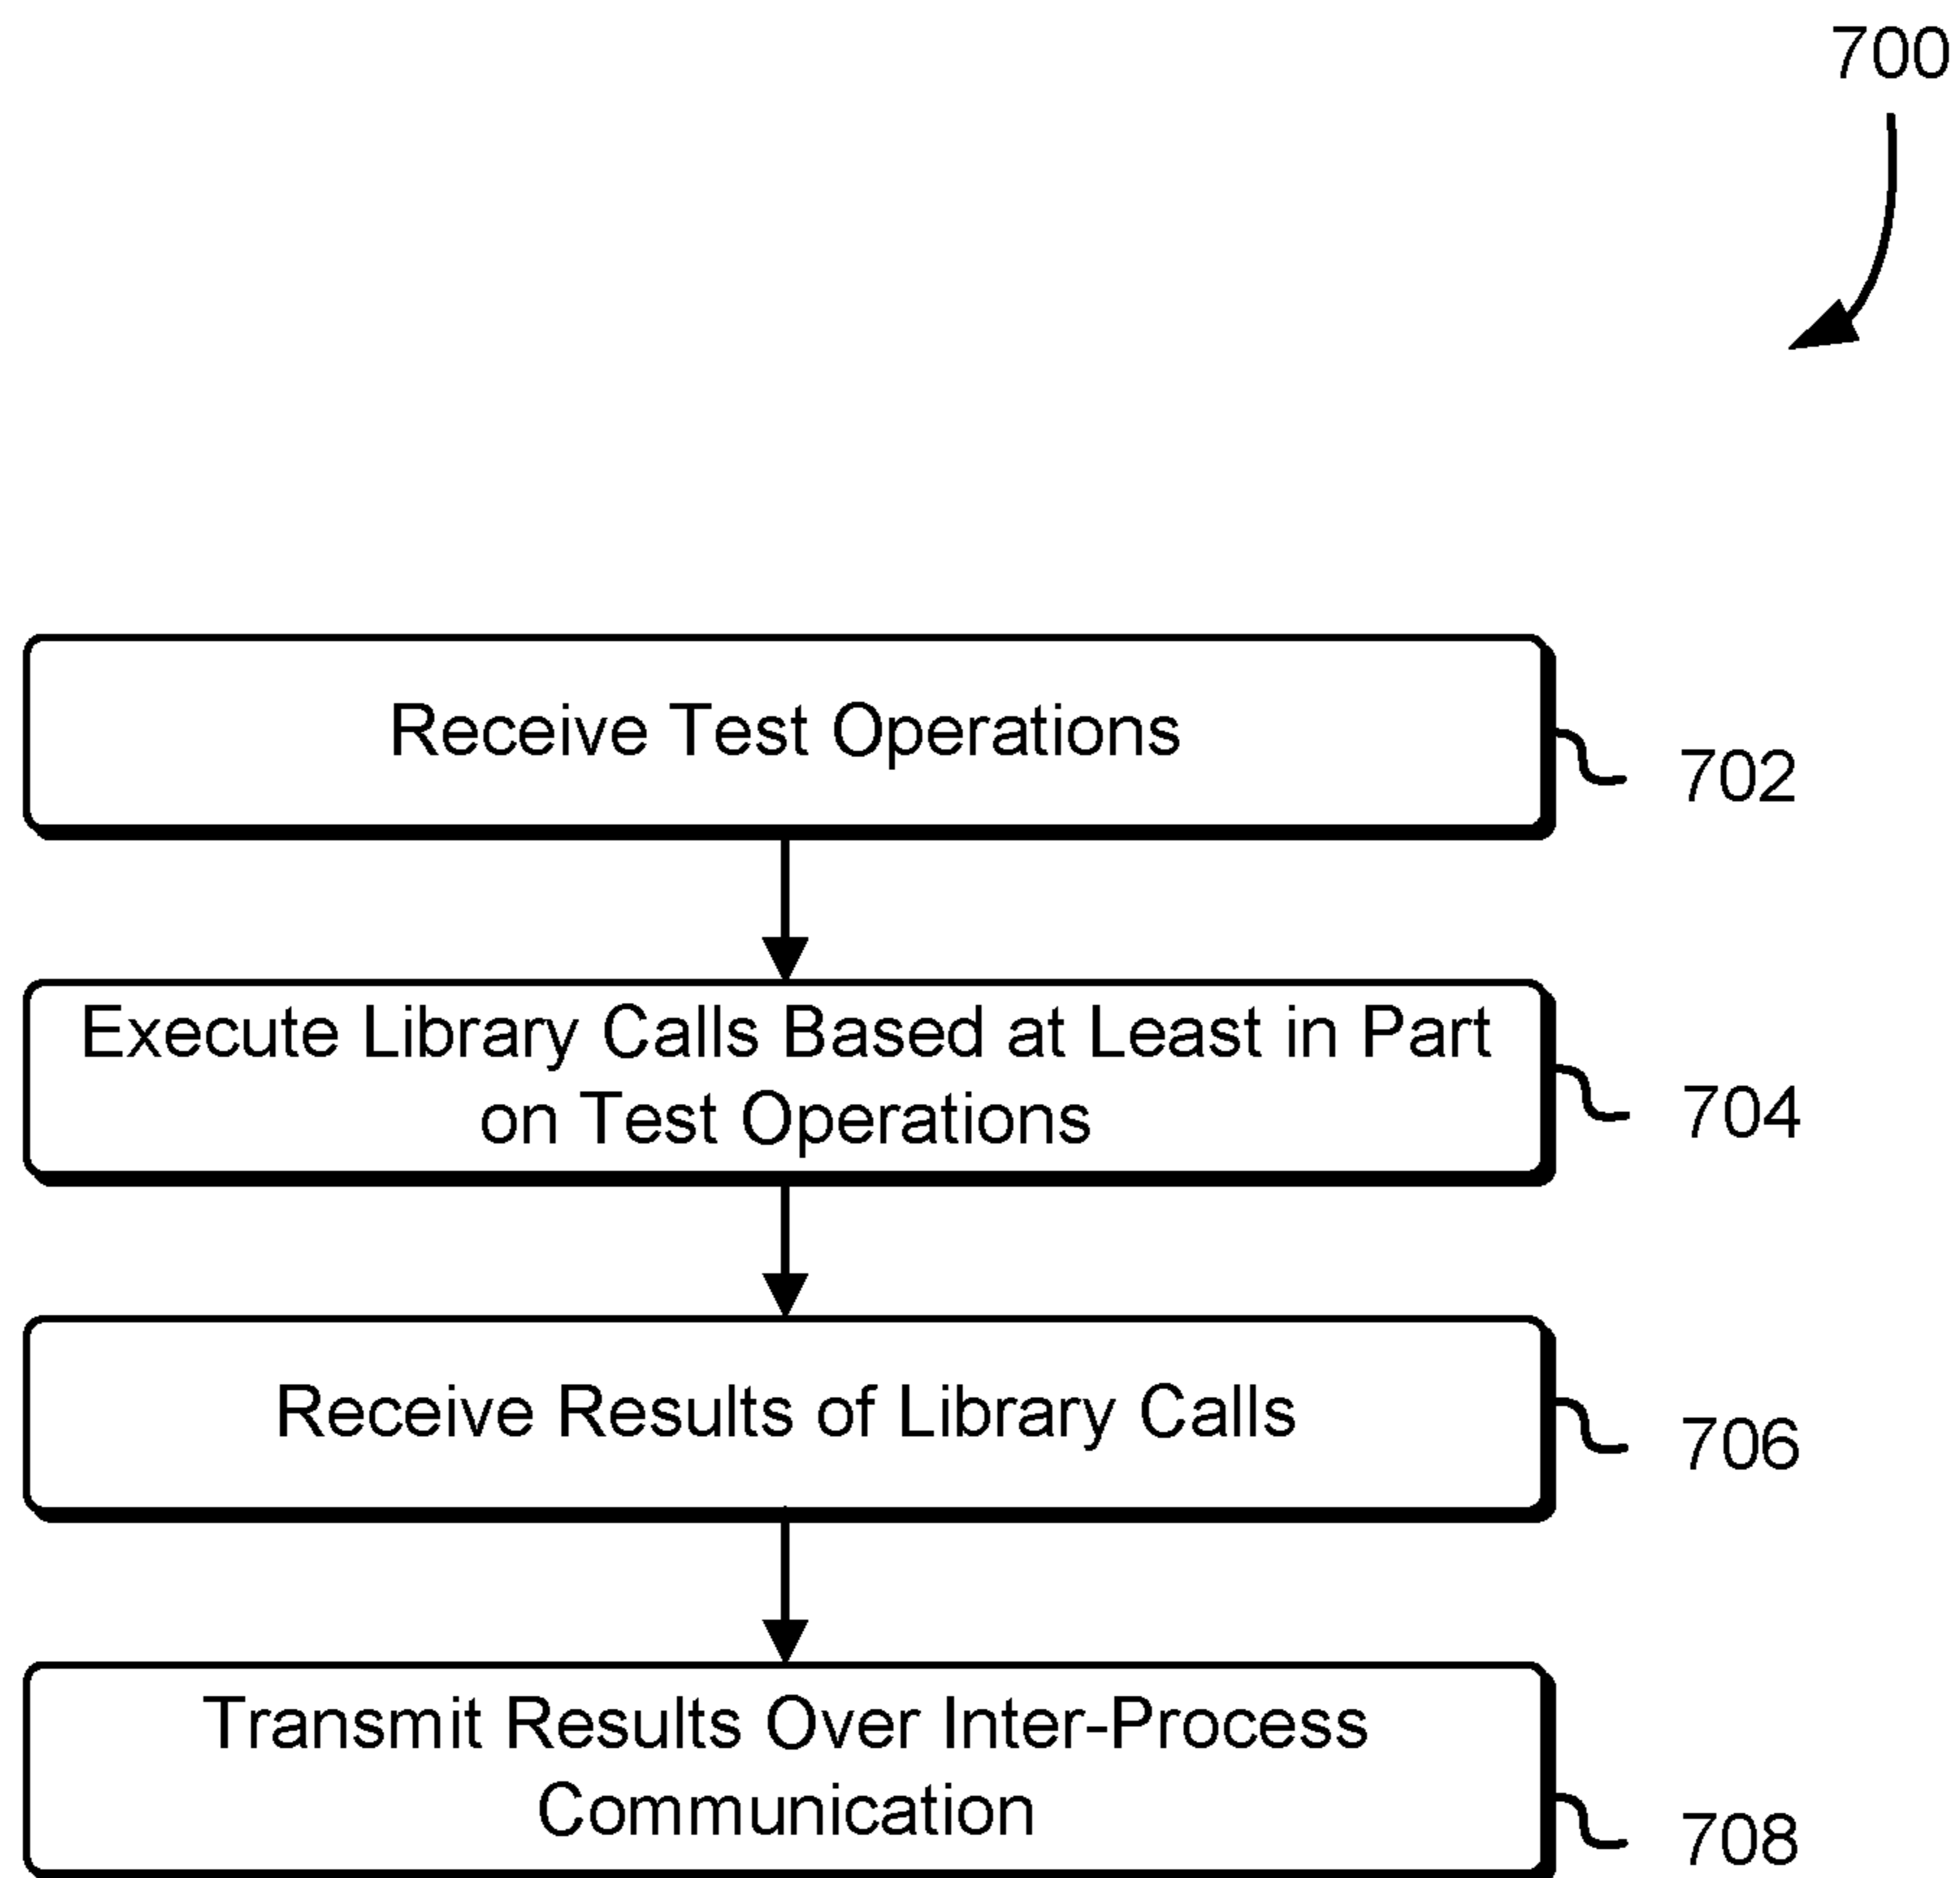 700
Receive Test Operations
702
Execute Library Calls Based at Least in Part
on Test Operations
704
Receive Results of Library Calls
706
Transmit Results Over Inter-Process
Communication
708